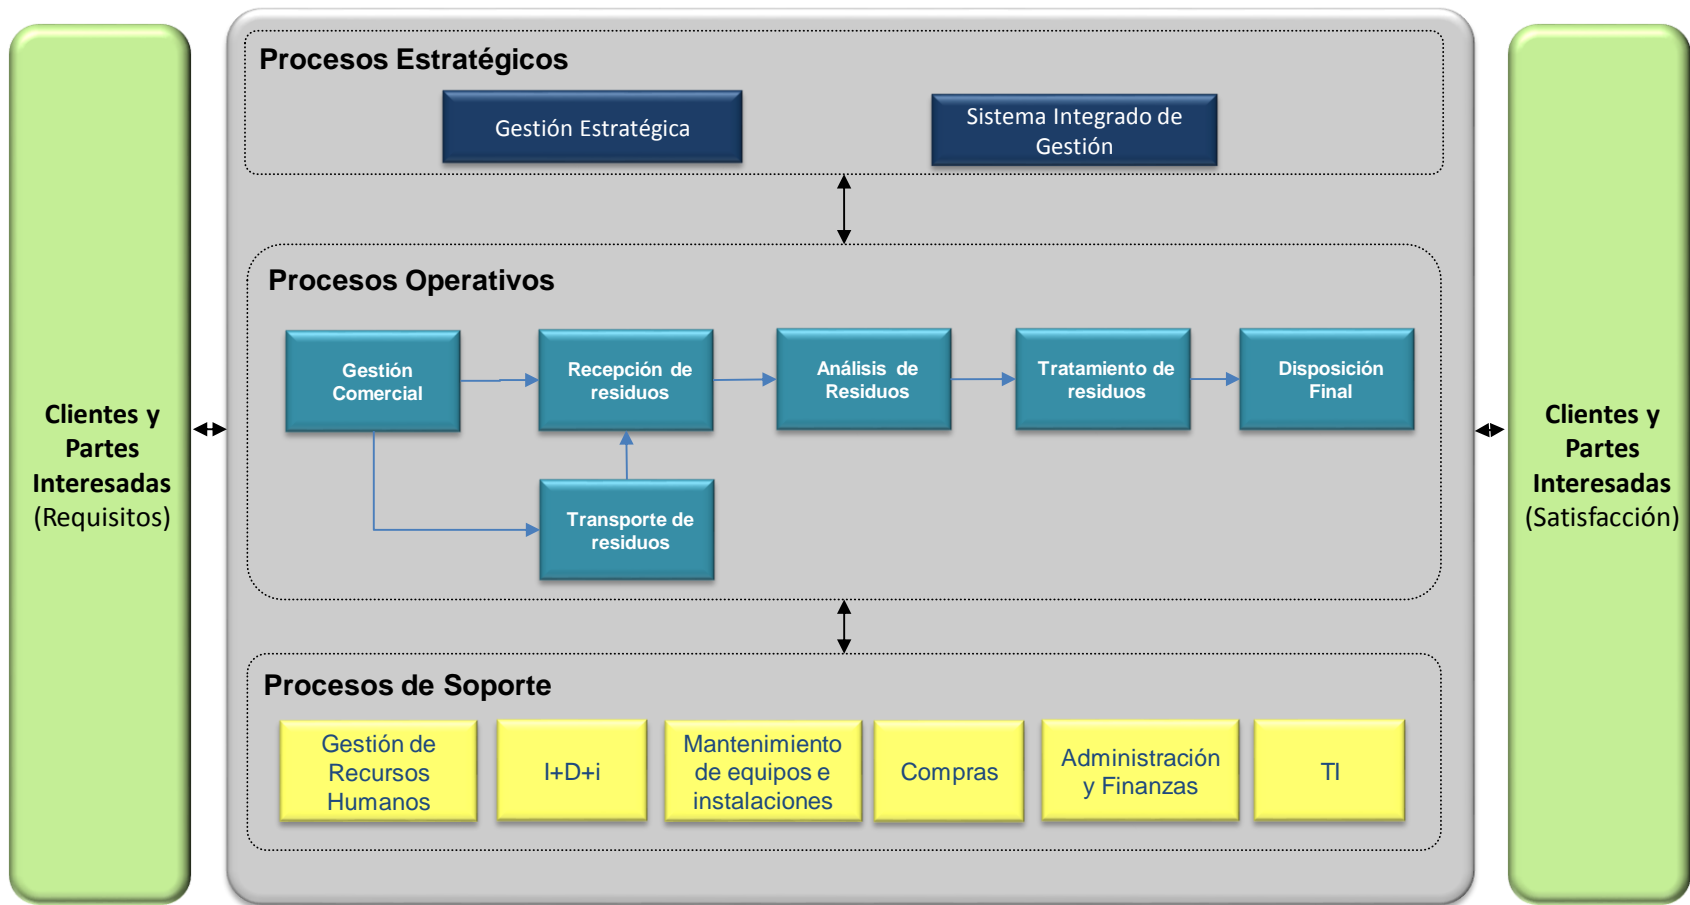 Procesos Estratégicos
Gestión Estratégica
Sistema Integrado de
Gestión
Procesos Operativos
Gestión
Comercial
Recepción de
residuos
Análisis de
Residuos
Tratamiento de
residuos
Disposición
Final
Transporte de
residuos
Clientes y
Partes
Interesadas
(Requisitos)
Clientes y
Partes
Interesadas
(Satisfacción)
Procesos de Soporte
Gestión de
Recursos
Humanos
I+D+i
Mantenimiento
de equipos e
instalaciones
Compras
Administración
y Finanzas
TI